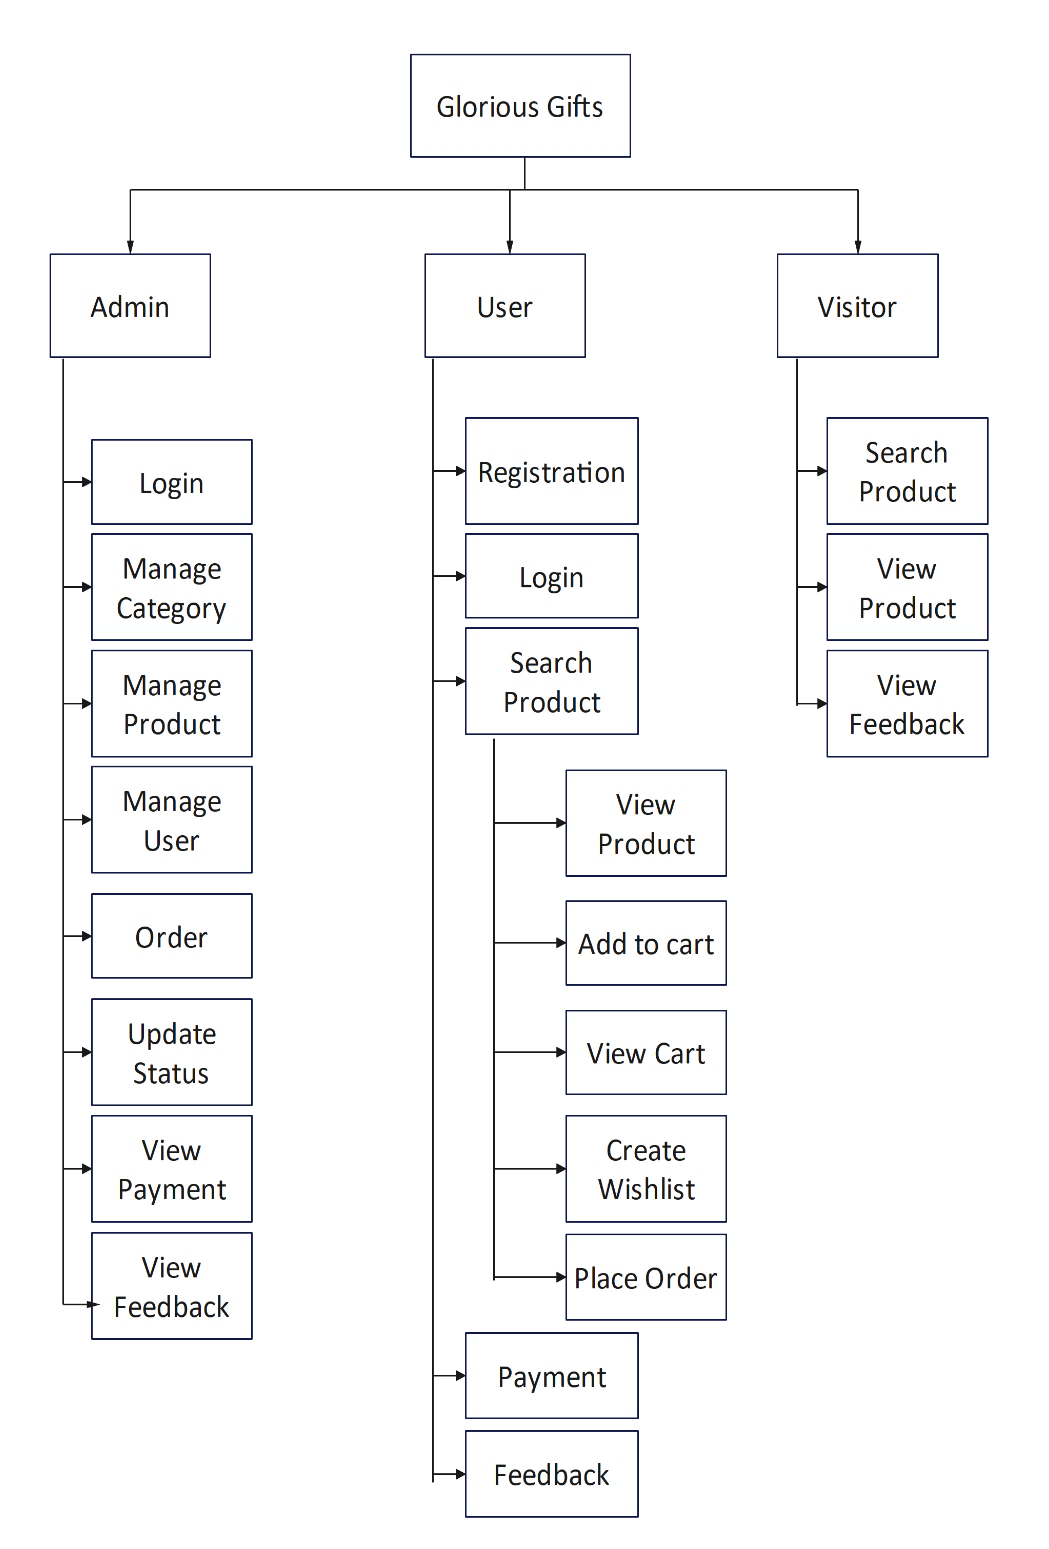 Glorious Gifts
Admin
User
Visitor
Login
Manage
Category
Manage
Product
Manage
User
Order
Update
Status
View
Payment
View
Feedback
Registration
Login
Search
Product
View
Product
Add to cart
View Cart
Create
Wishlist
Place Order
Payment
Feedback
Search
Product
View
Product
View
Feedback